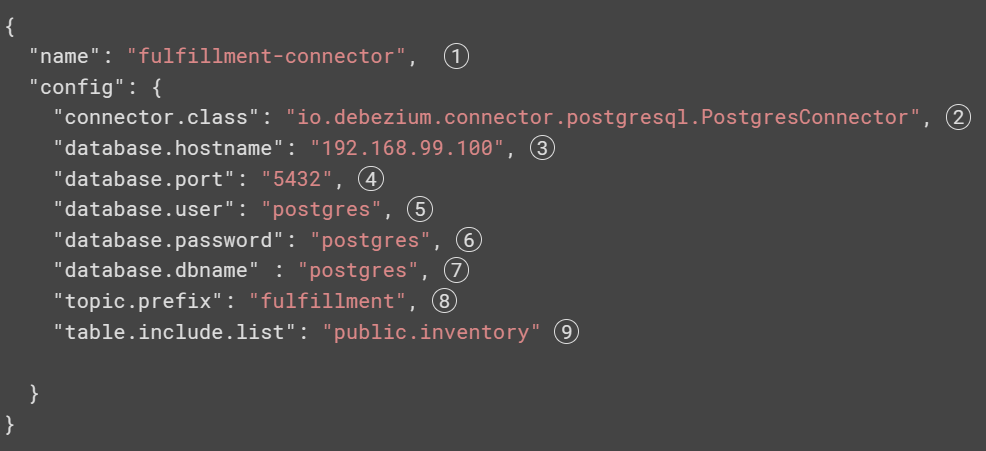 {
"name": "fulfillment-connector", ①
"config": {
"connector.class": "io.debezium.connector.postgresql.PostgresConnector", ②
"database.hostname": "192.168.99.100", ③
"database.port": "5432", ④
"database.user": "postgres", ⑤
"database.password": "postgres", ⑥
"database.dbname" : "postgres", ⑦
"topic.prefix": "fulfillment", ⑧
"table.include.list": "public.inventory" ⑨
}
}